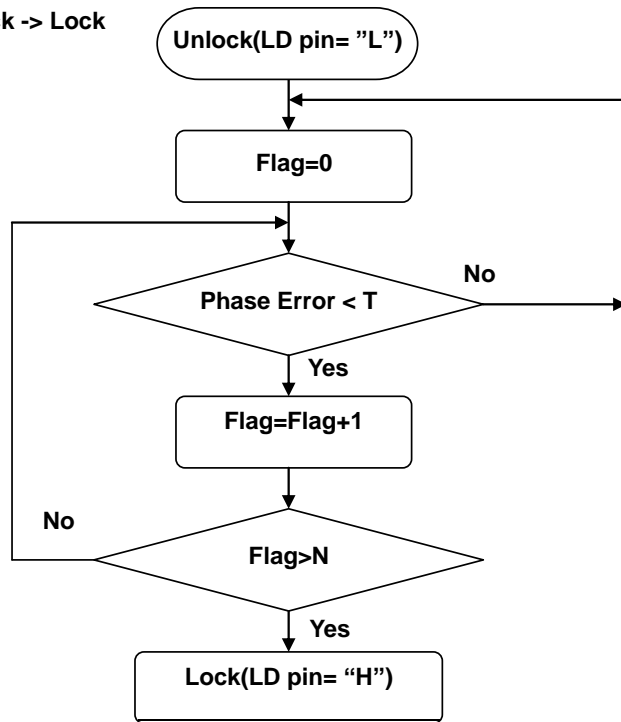 -> Lock
Unlock(LD pin= ”L”)
Flag=0
Phase Error < T
No
Yes
Flag=Flag+1
No
Flag>N
Yes
Lock(LD pin= “H”)